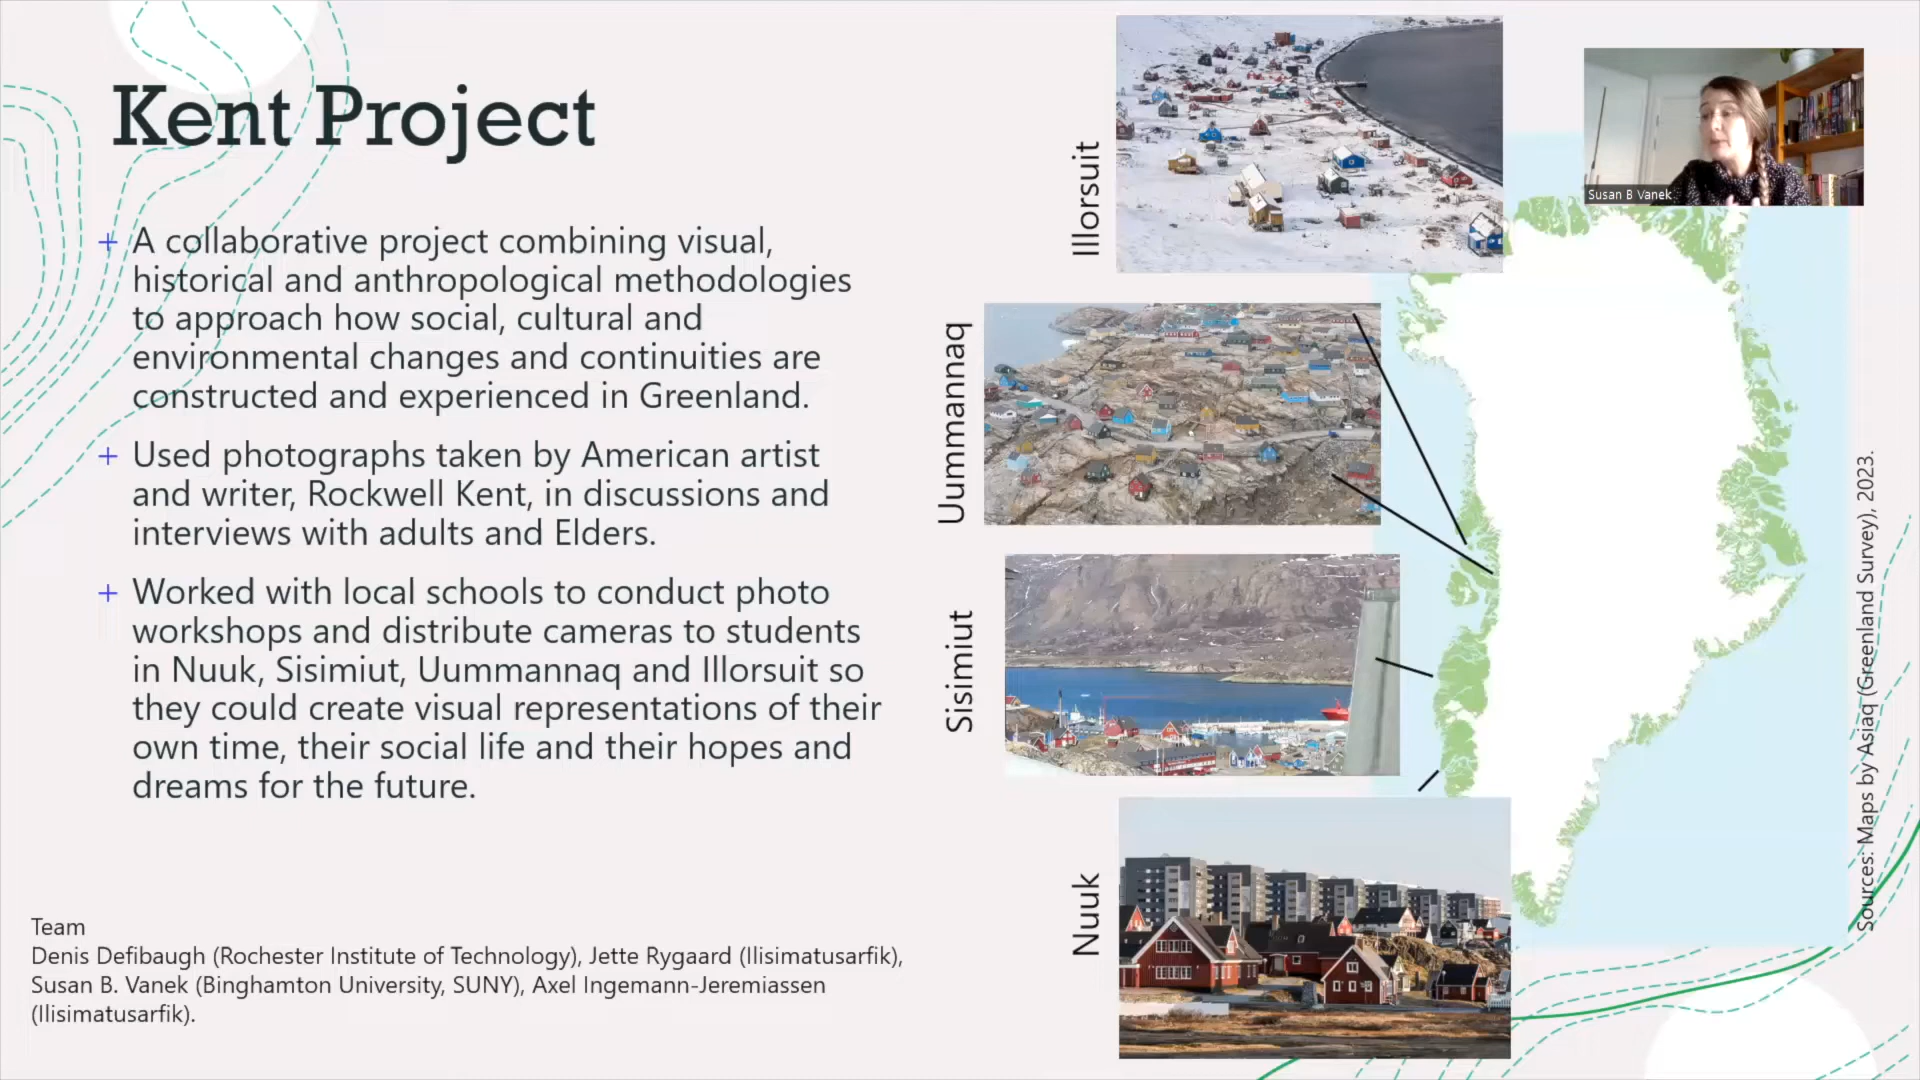 Kent Project
+ A collaborative project combining visual,
historical and anthropological methodologies
to approach how social, cultural and
environmental changes and continuities are
constructed and experienced in Greenland.
+ Used photographs taken by American artist
and writer, Rockwell Kent, in discussions and
interviews with adults and Elders.
+ Worked with local schools to conduct photo
workshops and distribute cameras to students
in Nuuk, Sisimiut, Uummannaq and Illorsuit so
they could create visual representations of their
own time, their social life and their hopes and
dreams for the future.
Team
Denis Defibaugh (Rochester Institute of Technology), Jette Rygaard (Ilisimatusarfik),
Susan B. Vanek (Binghamton University, SUNY), Axel Ingemann-Jeremiassen
(Ilisimatusarfik).
Illorsuit
Uummannaq
Sisimiut
Nuuk
Susan B Vanek
Sources: Maps by Asiaq (Greenland Survey), 2023.